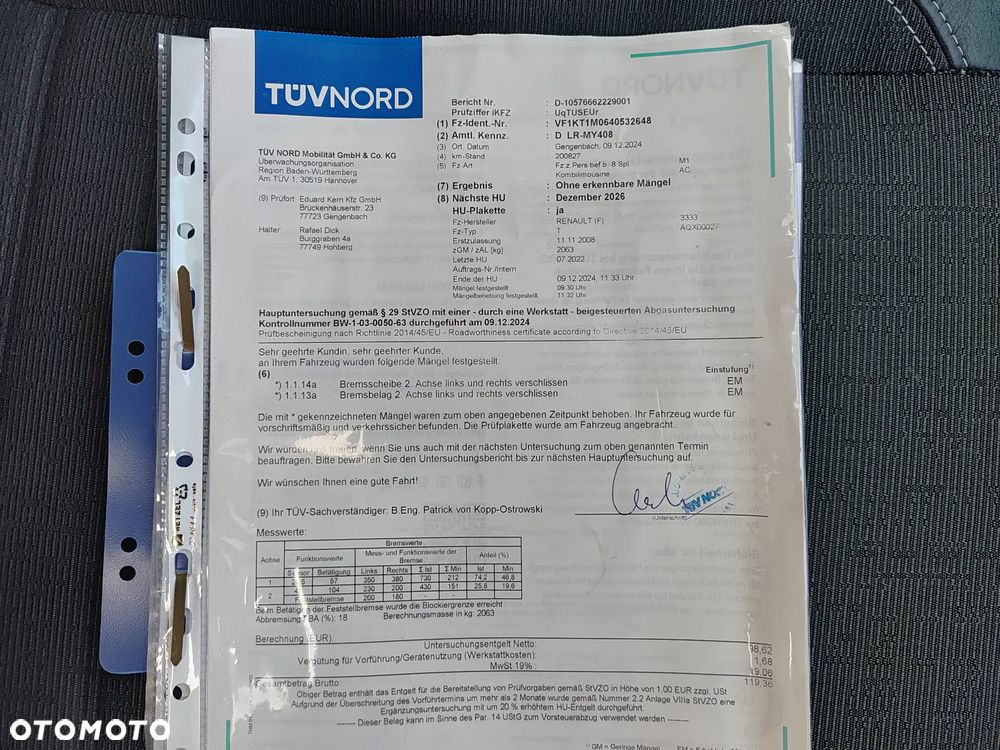 TÜVNORD
Bericht Nr. : D-10576662229001
Prüfziffer iKFZ : UqTUSEUr
(1) Fz-Ident.-Nr. : VF1KT1M0640532648
(2) Amtl. Kennz. : D LR-MY408
(3) Ort. Datum : Gengenbach, 09.12.2024
(4) km-Stand : 200827
(5) Fz-Art : Fz.z.Pers.bef.b. 8 Spl. M1
Kombilimousine AC
(7) Ergebnis : Ohne erkennbare Mängel
(8) Nächste HU : Dezember 2026
HU-Plakette : ja
Fz-Hersteller : RENAULT (F) 3333
Fz-Typ : T AQX00027
Erstzulassung : 11.11.2008
zGM / zAL [kg] : 2063
Letzte HU : 07.2022
Auftrags-Nr./Intern :
Ende der HU : 09.12.2024, 11:33 Uhr
Mängel festgestellt: 09:30 Uhr
Mängelbehebung festgestellt: 11:32 Uhr
TÜV NORD Mobilität GmbH & Co. KG
Überwachungsorganisation
Region Baden-Württemberg
Am TÜV 1, 30519 Hannover
(9) Prüfort: Eduard Kern Kfz GmbH
Brückenhäuserstr. 23
77723 Gengenbach
Halter: Rafael Dick
Burggraben 4a
77749 Hohberg
Hauptuntersuchung gemäß § 29 StVZO mit einer - durch eine Werkstatt - beigesteuerten Abgasuntersuchung
Kontrollnummer BW-1-03-0050-63 durchgeführt am 09.12.2024
Prüfbescheinigung nach Richtlinie 2014/45/EU - Roadworthiness certificate according to Directive 2014/45/EU
Sehr geehrte Kundin, sehr geehrter Kunde,
an Ihrem Fahrzeug wurden folgende Mängel festgestellt:
(6) Einstufung¹⁾
*) 1.1.14a Bremsscheibe 2. Achse links und rechts verschlissen EM
*) 1.1.13a Bremsbelag 2. Achse links und rechts verschlissen EM
Die mit * gekennzeichneten Mängel waren zum oben angegebenen Zeitpunkt behoben. Ihr Fahrzeug wurde für
vorschriftsmäßig und verkehrssicher befunden. Die Prüfplakette wurde am Fahrzeug angebracht.
Wir würden uns freuen, wenn Sie uns auch mit der nächsten Untersuchung zum oben genannten Termin
beauftragen. Bitte bewahren Sie den Untersuchungsbericht bis zur nächsten Hauptuntersuchung auf.
Wir wünschen Ihnen eine gute Fahrt!
(9) Ihr TÜV-Sachverständiger: B.Eng. Patrick von Kopp-Ostrowski
(Unterschrift)
TÜV NORD
Messwerte:
Bremswerte
Achse Funktionswerte Mess- und Funktionswerte der Bremse Anteil (%)
Sensor Betätigung Links Rechts Σ Ist Σ Min Ist Min
1 57 350 380 730 212 74,2 46,8
2 104 230 200 430 151 25,8 19,6
Feststellbremse 200 180 - - - -
Beim Betätigen der Feststellbremse wurde die Blockiergrenze erreicht
Abbremsung FBA (%): 18 Berechnungsmasse in kg: 2063
Berechnung (EUR):
Untersuchungsentgelt Netto: 98,62
Vergütung für Vorführung/Gerätenutzung (Werkstattkosten): 1,68
MwSt 19% : 19,06
Gesamtbetrag Brutto: 119,36
Obiger Betrag enthält das Entgelt für die Bereitstellung von Prüfvorgaben gemäß StVZO in Höhe von 1,00 EUR zzgl. USt
Aufgrund der Überschreitung des Vorführtermins um mehr als 2 Monate wurde gemäß Nummer 2.2 Anlage VIIIa StVZO eine
Ergänzungsuntersuchung mit um 20 % erhöhtem HU-Entgelt durchgeführt
------- Dieser Beleg kann im Sinne des Par. 14 UStG zum Vorsteuerabzug verwendet werden -------
¹⁾ GM = Geringe Mängel
OTOMOTO